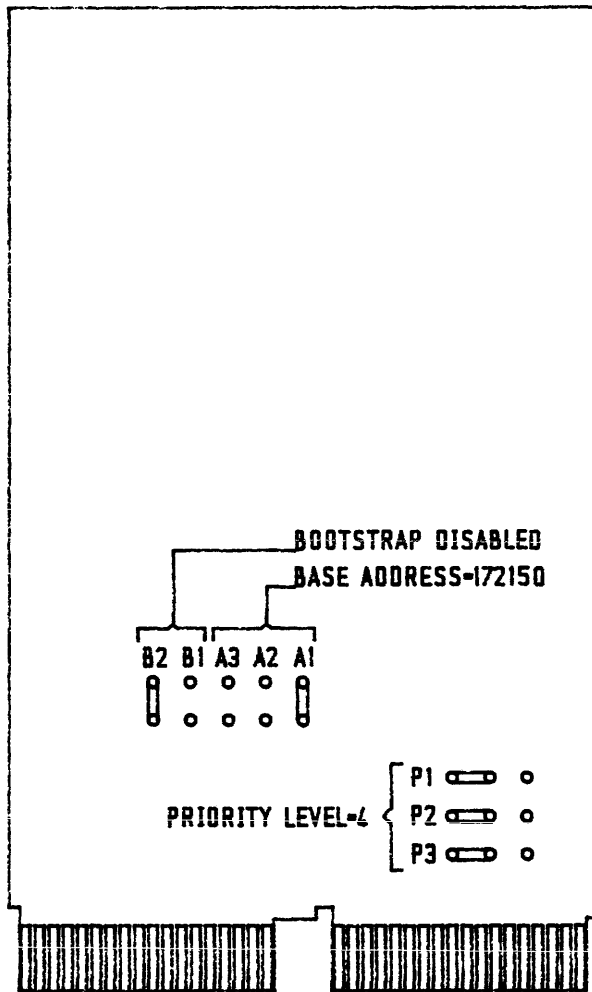 BOOTSTRAP DISABLED
BASE ADDRESS=172150
B2 B1 A3 A2 A1
P1
PRIORITY LEVEL=4 P2
P3